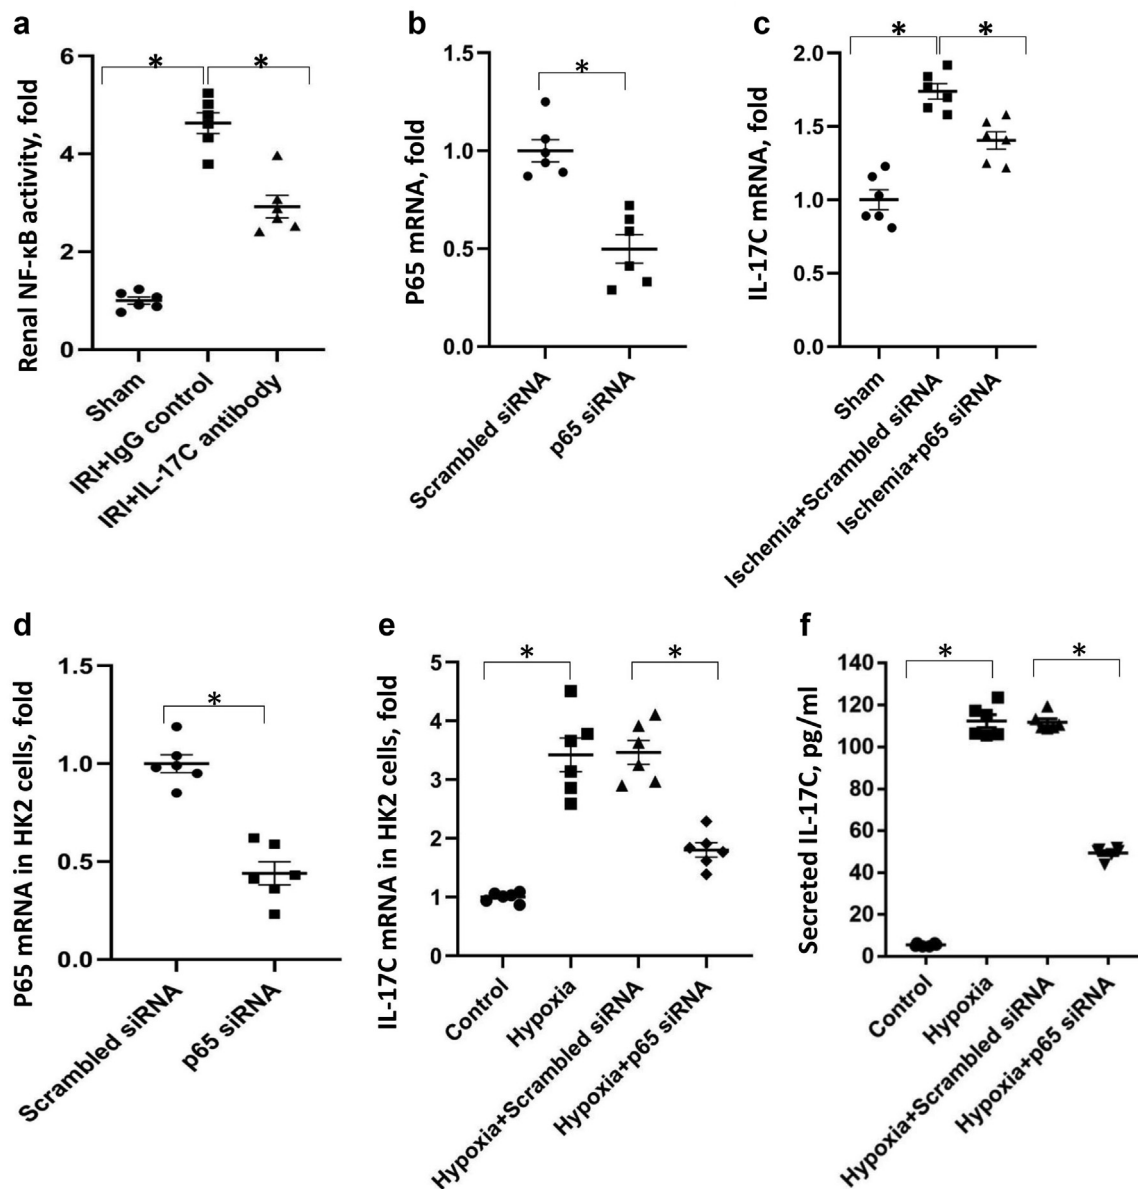 a
Renal NF-κB activity, fold
6
4
2
0
*
*
Sham
IRI+IgG control
IRI+IL-17C antibody
b
P65 mRNA, fold
1.5
1.0
0.5
0.0
*
Scrambled siRNA
p65 siRNA
c
IL-17C mRNA, fold
2.0
1.5
1.0
0.5
0.0
*
*
Sham
Ischemia+Scrambled siRNA
Ischemia+p65 siRNA
d
P65 mRNA in HK2 cells, fold
1.5
1.0
0.5
0.0
*
Scrambled siRNA
p65 siRNA
e
IL-17C mRNA in HK2 cells, fold
5
4
3
2
1
0
*
*
Control
Hypoxia
Hypoxia+Scrambled siRNA
Hypoxia+p65 siRNA
f
Secreted IL-17C, pg/ml
140
120
100
80
60
40
20
0
*
*
Control
Hypoxia
Hypoxia+Scrambled siRNA
Hypoxia+p65 siRNA